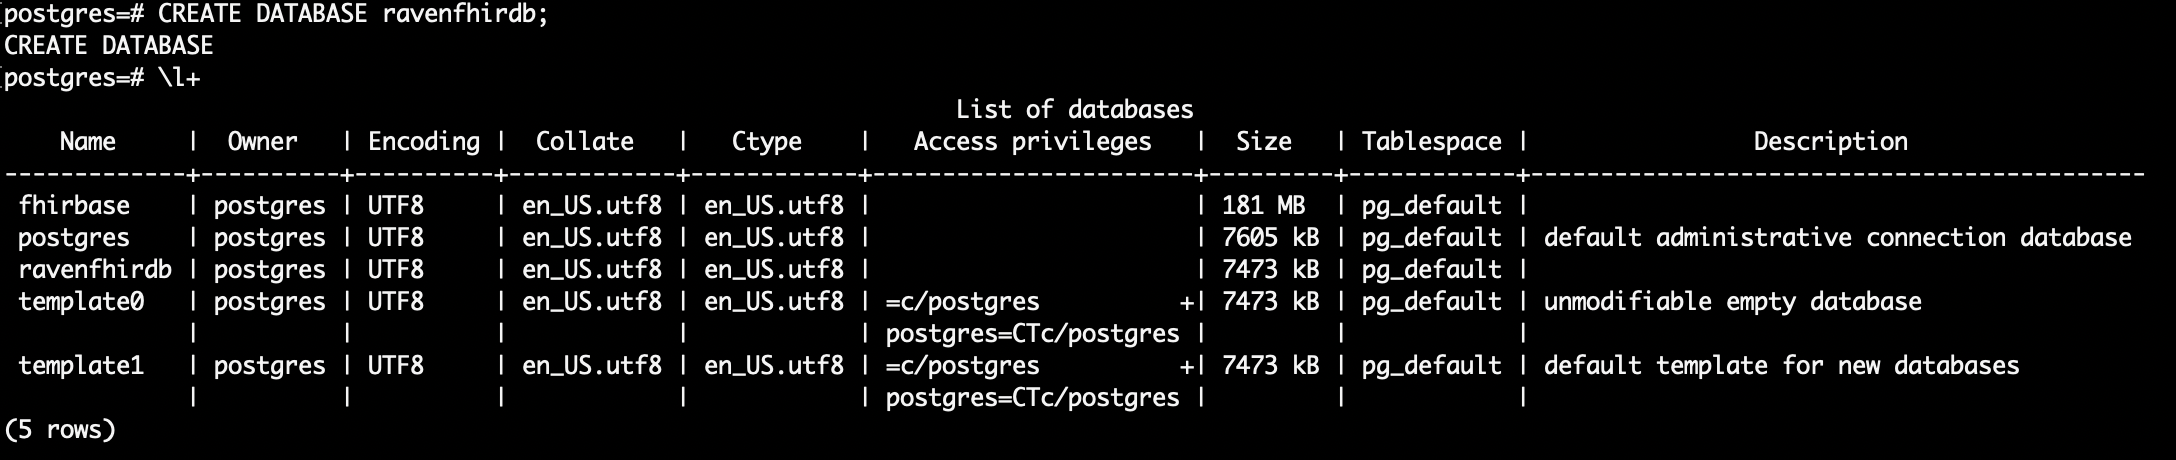 postgres=# CREATE DATABASE ravenfhirdb;
CREATE DATABASE
postgres=# \l+
                                                                    List of databases
    Name     |  Owner   | Encoding |  Collate   |   Ctype    |   Access privileges   |  Size   | Tablespace |                Description
-------------+----------+----------+------------+------------+-----------------------+---------+------------+--------------------------------------------
 fhirbase    | postgres | UTF8     | en_US.utf8 | en_US.utf8 |                       | 181 MB  | pg_default |
 postgres    | postgres | UTF8     | en_US.utf8 | en_US.utf8 |                       | 7605 kB | pg_default | default administrative connection database
 ravenfhirdb | postgres | UTF8     | en_US.utf8 | en_US.utf8 |                       | 7473 kB | pg_default |
 template0   | postgres | UTF8     | en_US.utf8 | en_US.utf8 | =c/postgres          +| 7473 kB | pg_default | unmodifiable empty database
             |          |          |            |            | postgres=CTc/postgres |         |            |
 template1   | postgres | UTF8     | en_US.utf8 | en_US.utf8 | =c/postgres          +| 7473 kB | pg_default | default template for new databases
             |          |          |            |            | postgres=CTc/postgres |         |            |
(5 rows)